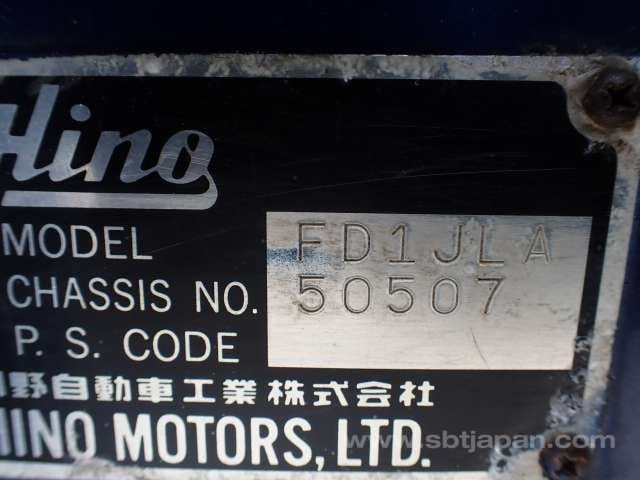 Hino
MODEL FD1JLA
CHASSIS NO. 50507
P. S. CODE
日野自動車工業株式会社
HINO MOTORS, LTD.
www.sbtjapan.com